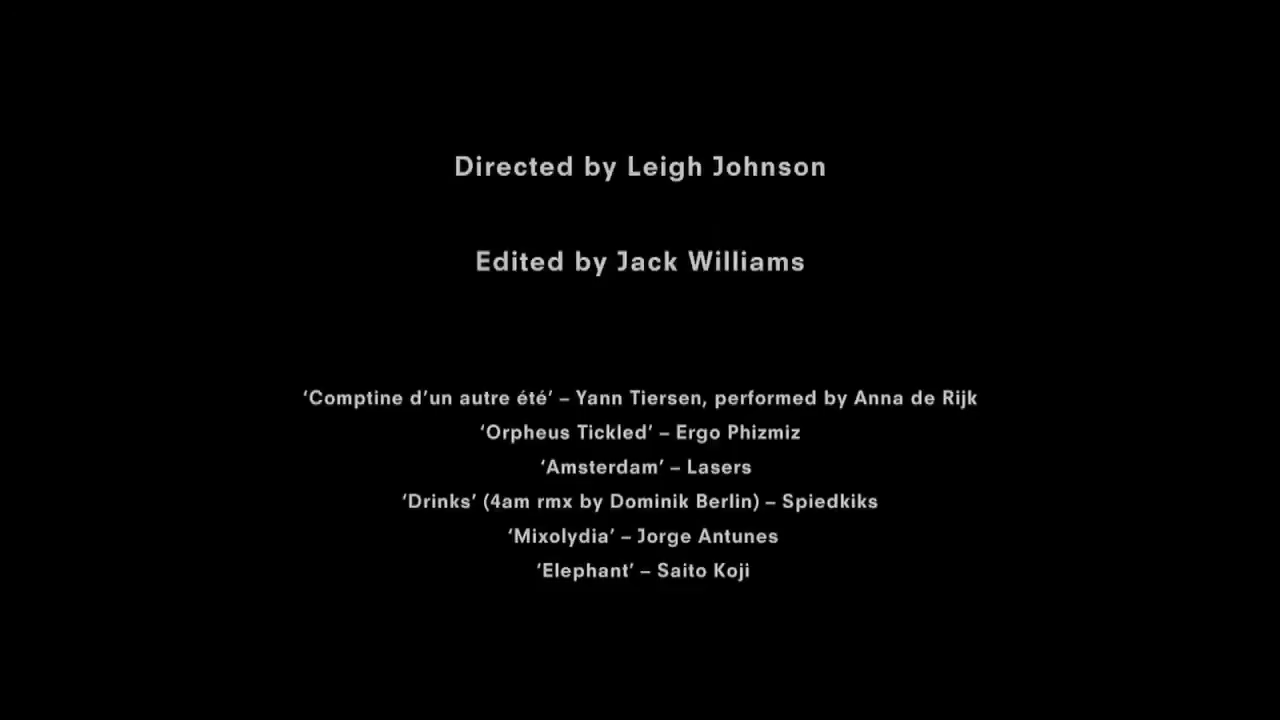 Directed by Leigh Johnson
Edited by Jack Williams
‘Comptine d’un autre été’ – Yann Tiersen, performed by Anna de Rijk
‘Orpheus Tickled’ – Ergo Phizmiz
‘Amsterdam’ – Lasers
‘Drinks’ (4am rmx by Dominik Berlin) – Spiedkiks
‘Mixolydia’ – Jorge Antunes
‘Elephant’ – Saito Koji